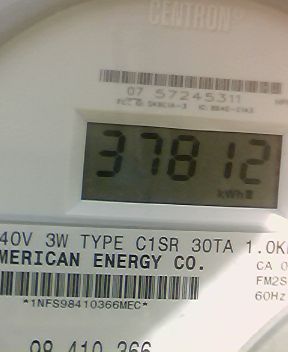 CENTRON®
07 57245311
37812
kWh
40V 3W TYPE C1SR 30TA 1.0K
MERICAN ENERGY CO.
CA 0
FM2S
60Hz
*1NFS98410366MEC*
98 410 366